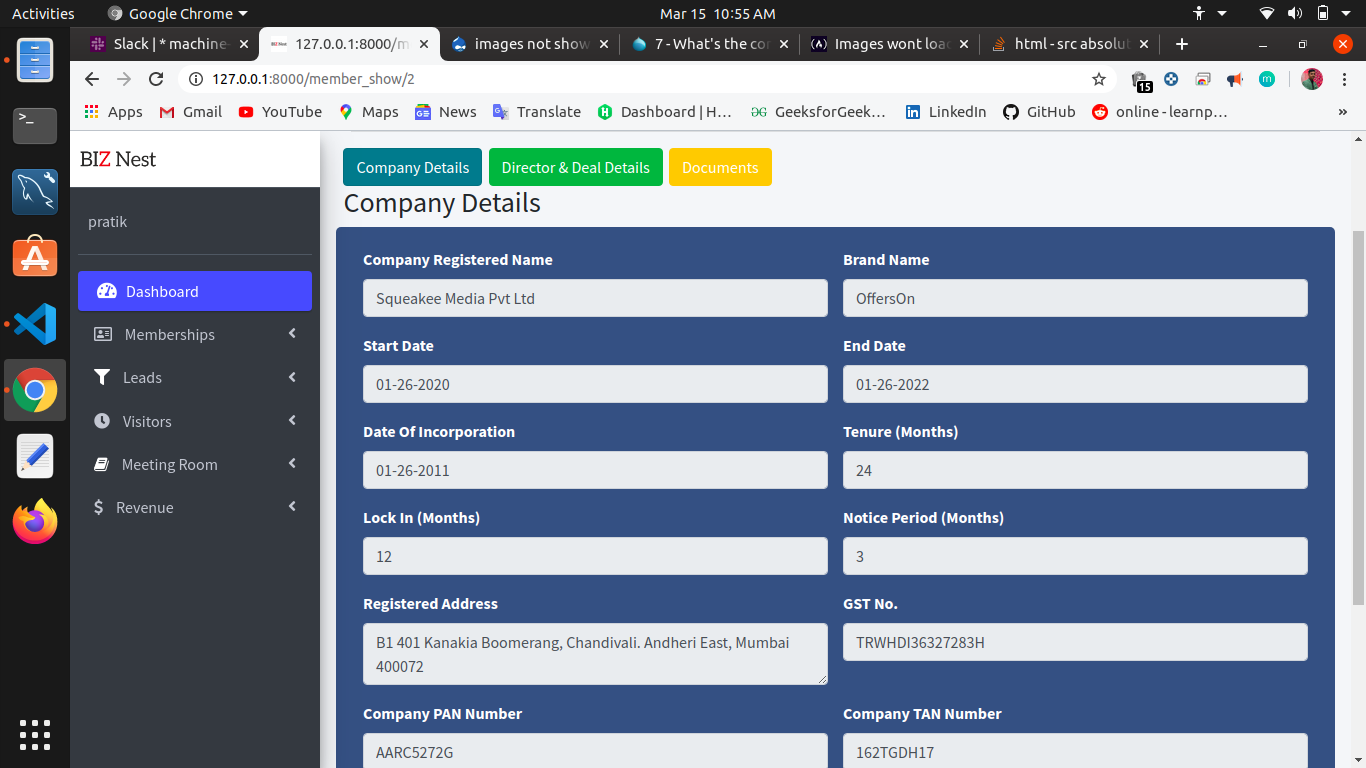 Activities
Google Chrome
Mar 15 10:55 AM
Slack | * machine-
127.0.0.1:8000/m
images not show
7 - What's the co
Images wont loa
html - src absolut
127.0.0.1:8000/member_show/2
15
m
Apps
Gmail
YouTube
Maps
News
Translate
Dashboard | H...
GeeksforGeek...
LinkedIn
GitHub
online - learnp...
»
BIZ Nest
pratik
Dashboard
Memberships
Leads
Visitors
Meeting Room
Revenue
Company Details
Director & Deal Details
Documents
Company Details
Company Registered Name
Brand Name
Squeakee Media Pvt Ltd
OffersOn
Start Date
End Date
01-26-2020
01-26-2022
Date Of Incorporation
Tenure (Months)
01-26-2011
24
Lock In (Months)
Notice Period (Months)
12
3
Registered Address
GST No.
B1 401 Kanakia Boomerang, Chandivali. Andheri East, Mumbai
400072
TRWHDI36327283H
Company PAN Number
Company TAN Number
AARC5272G
162TGDH17